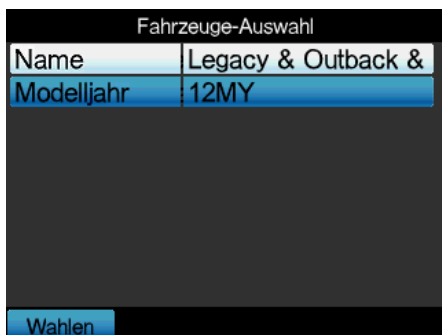 Fahrzeuge-Auswahl
Name Legacy & Outback &
Modelljahr 12MY
Wahlen